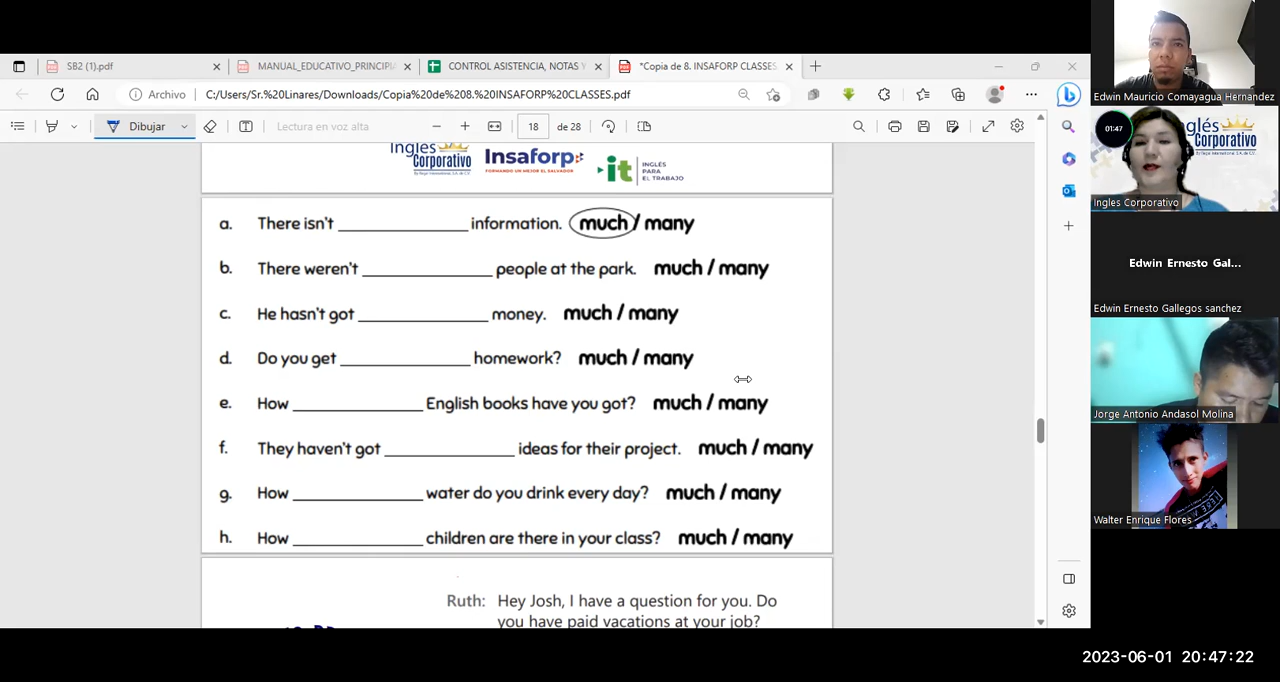 SB2 (1).pdf
MANUAL_EDUCATIVO_PRINCIPI
CONTROL ASISTENCIA, NOTAS Y
*Copia de 8. INSAFORP CLASSES.
Archivo
C:/Users/Sr.%20Linares/Downloads/Copia%20de%208.%20INSAFORP%20CLASSES.pdf
Dibujar
Lectura en voz alta
18
de 28
Inglés
Corporativo
Insaforp
FORMANDO UN MEJOR EL SALVADOR
it
INGLÉS
PARA
EL TRABAJO
a. There isn't ______________ information. much / many
b. There weren't ______________ people at the park. much / many
c. He hasn't got ______________ money. much / many
d. Do you get ______________ homework? much / many
e. How ______________ English books have you got? much / many
f. They haven't got ______________ ideas for their project. much / many
g. How ______________ water do you drink every day? much / many
h. How ______________ children are there in your class? much / many
Ruth: Hey Josh, I have a question for you. Do
you have paid vacations at your job?
Edwin Mauricio Comayagua Hernandez
01:47
glés
Corporativo
Ingles Corporativo
Edwin Ernesto Gal...
Edwin Ernesto Gallegos sanchez
Jorge Antonio Andasol Molina
Walter Enrique Flores
2023-06-01 20:47:22